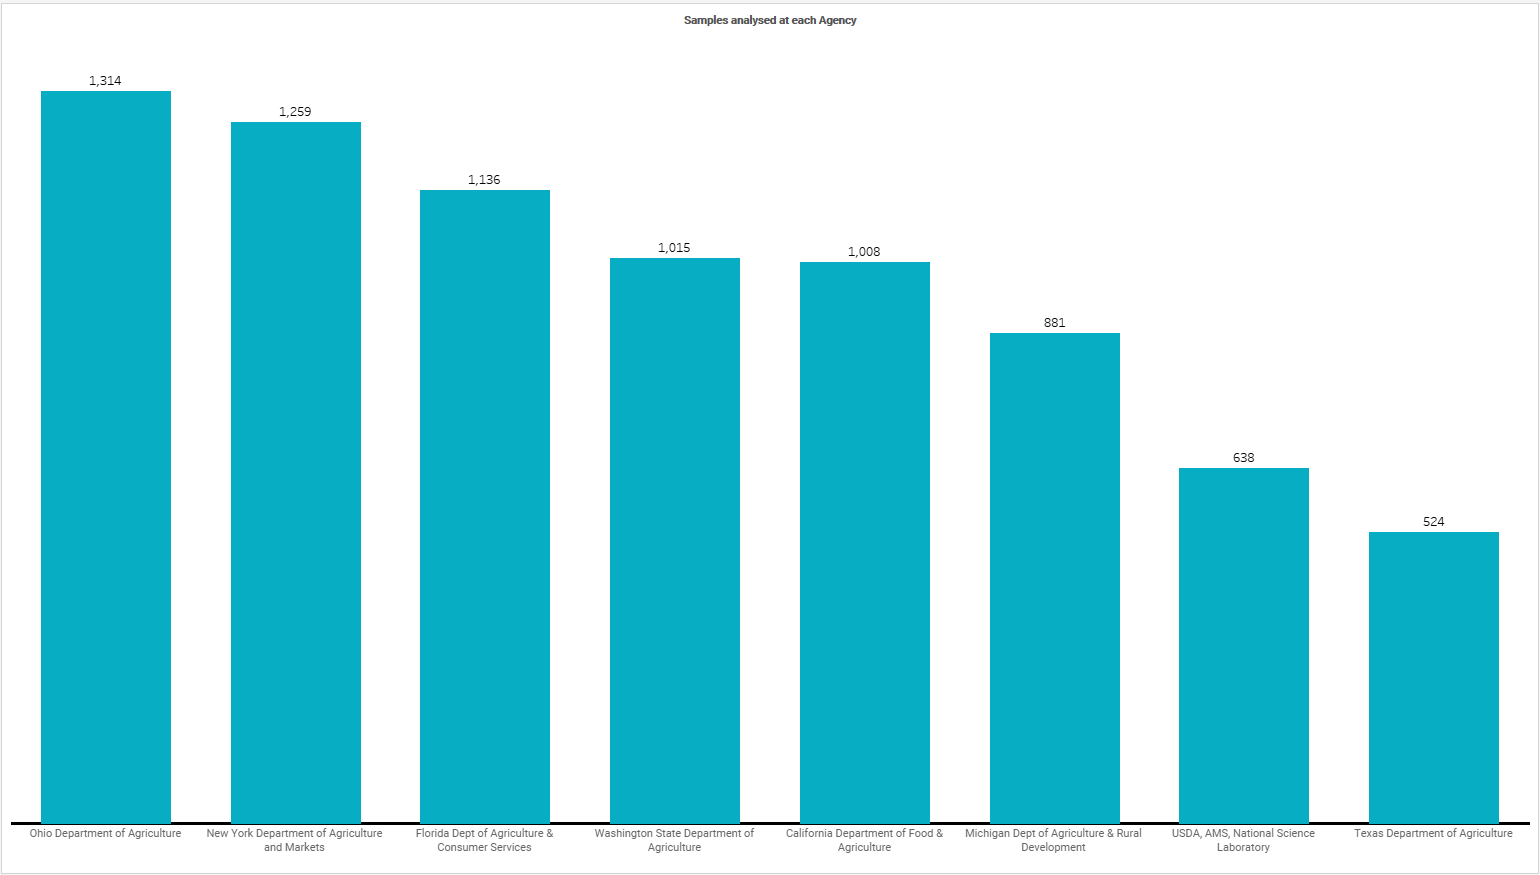 Samples analysed at each Agency
1,314
1,259
1,136
1,015
1,008
881
638
524
Ohio Department of Agriculture
New York Department of Agriculture
and Markets
Florida Dept of Agriculture &
Consumer Services
Washington State Department of
Agriculture
California Department of Food &
Agriculture
Michigan Dept of Agriculture & Rural
Development
USDA, AMS, National Science
Laboratory
Texas Department of Agriculture